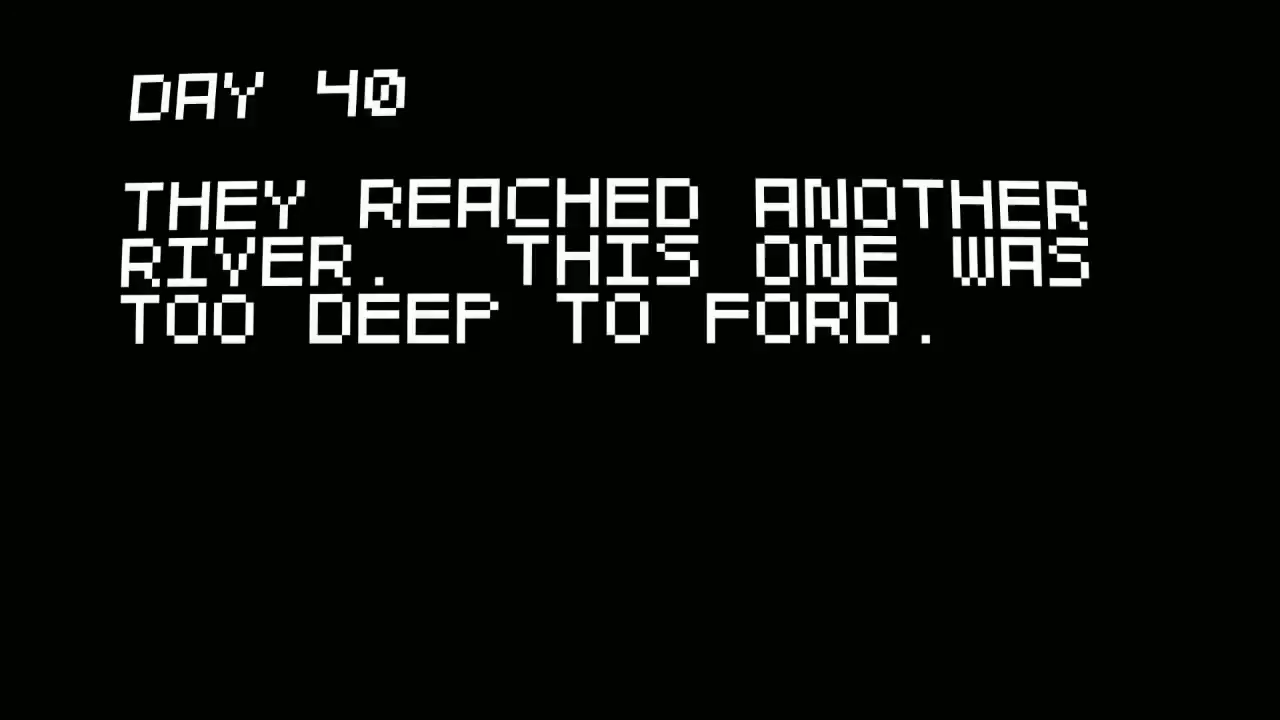 DAY 40
THEY REACHED ANOTHER
RIVER.  THIS ONE WAS
TOO DEEP TO FORD.